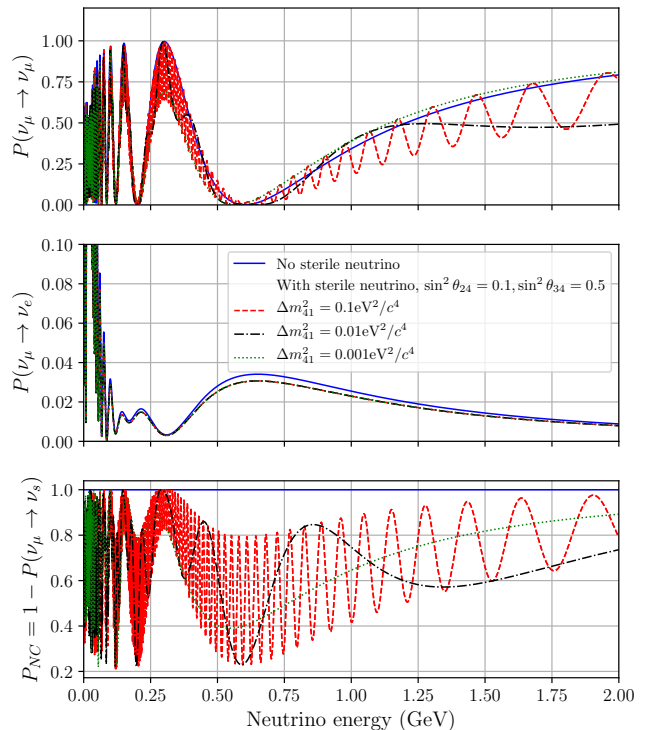 1.00
0.75
0.50
0.25
0.00
P(νμ → νμ)
0.10
0.08
0.06
0.04
0.02
0.00
P(νμ → νe)
No sterile neutrino
With sterile neutrino, sin² θ24 = 0.1, sin² θ34 = 0.5
Δm²41 = 0.1eV²/c⁴
Δm²41 = 0.01eV²/c⁴
Δm²41 = 0.001eV²/c⁴
1.0
0.8
0.6
0.4
0.2
PNC = 1 − P(νμ → νs)
0.00 0.25 0.50 0.75 1.00 1.25 1.50 1.75 2.00
Neutrino energy (GeV)